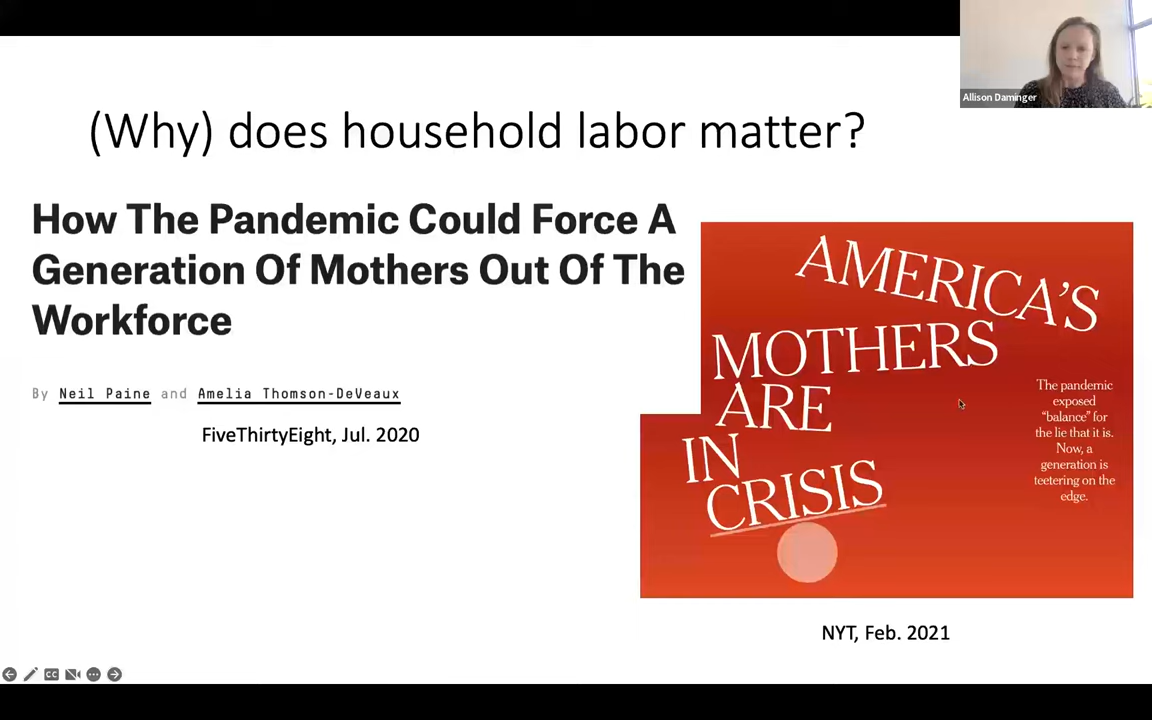 Allison Daminger
(Why) does household labor matter?
How The Pandemic Could Force A
Generation Of Mothers Out Of The
Workforce
By Neil Paine and Amelia Thomson-DeVeaux
FiveThirtyEight, Jul. 2020
AMERICA’S
MOTHERS
ARE
IN
CRISIS
The pandemic
exposed
“balance” for
the lie that it is.
Now, a
generation is
teetering on the
edge.
NYT, Feb. 2021
CC